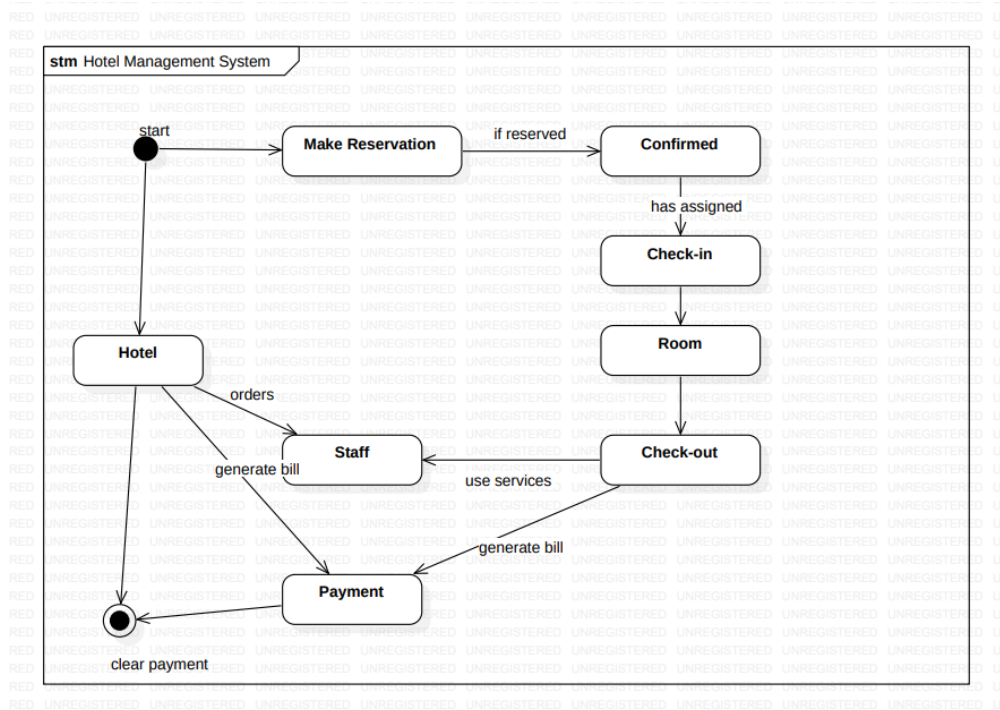 stm Hotel Management System
start
Make Reservation
if reserved
Confirmed
has assigned
Check-in
Room
Hotel
orders
Staff
Check-out
generate bill
use services
generate bill
Payment
clear payment
UNREGISTERED